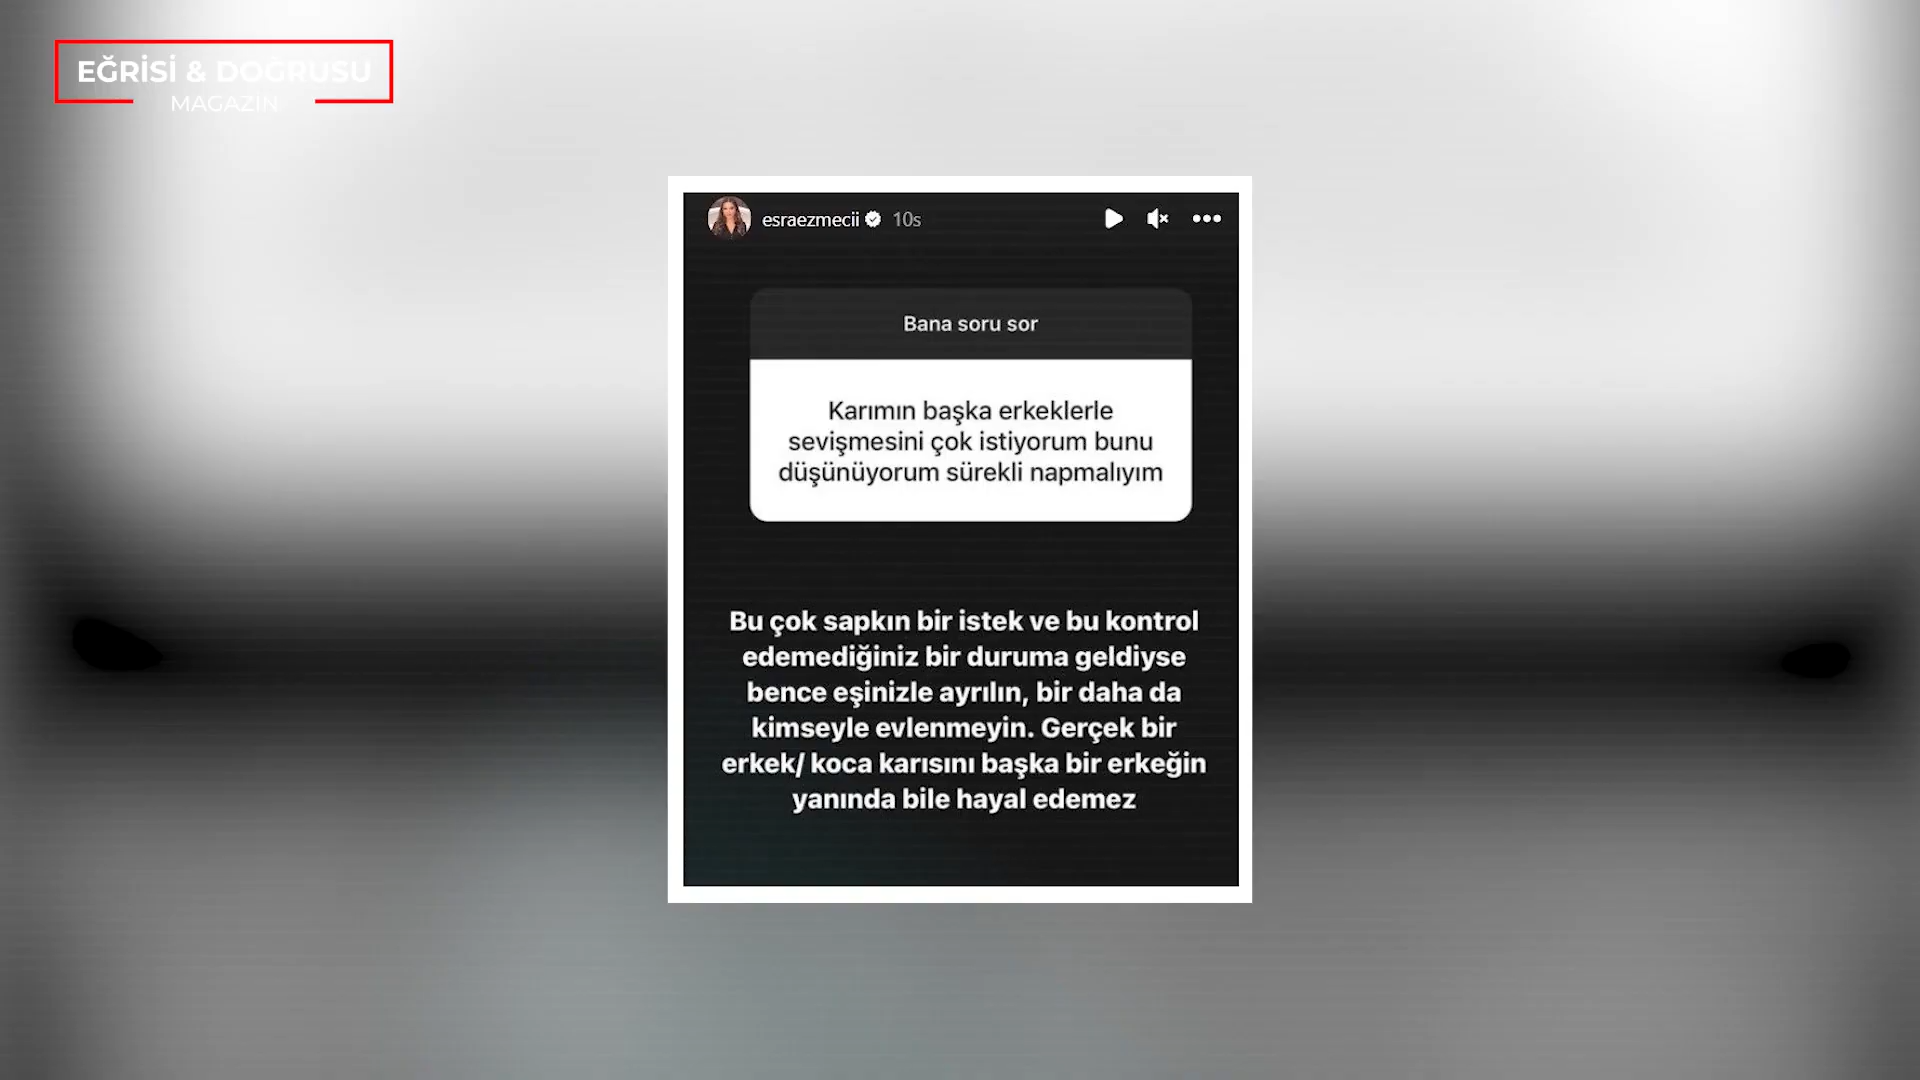 EĞRİSİ & DOĞRUSU
MAGAZİN
esraezmecii 10s
Bana soru sor
Karımın başka erkeklerle
sevişmesini çok istiyorum bunu
düşünüyorum sürekli napmalıyım
Bu çok sapkın bir istek ve bu kontrol
edemediğiniz bir duruma geldiyse
bence eşinizle ayrılın, bir daha da
kimseyle evlenmeyin. Gerçek bir
erkek/ koca karısını başka bir erkeğin
yanında bile hayal edemez